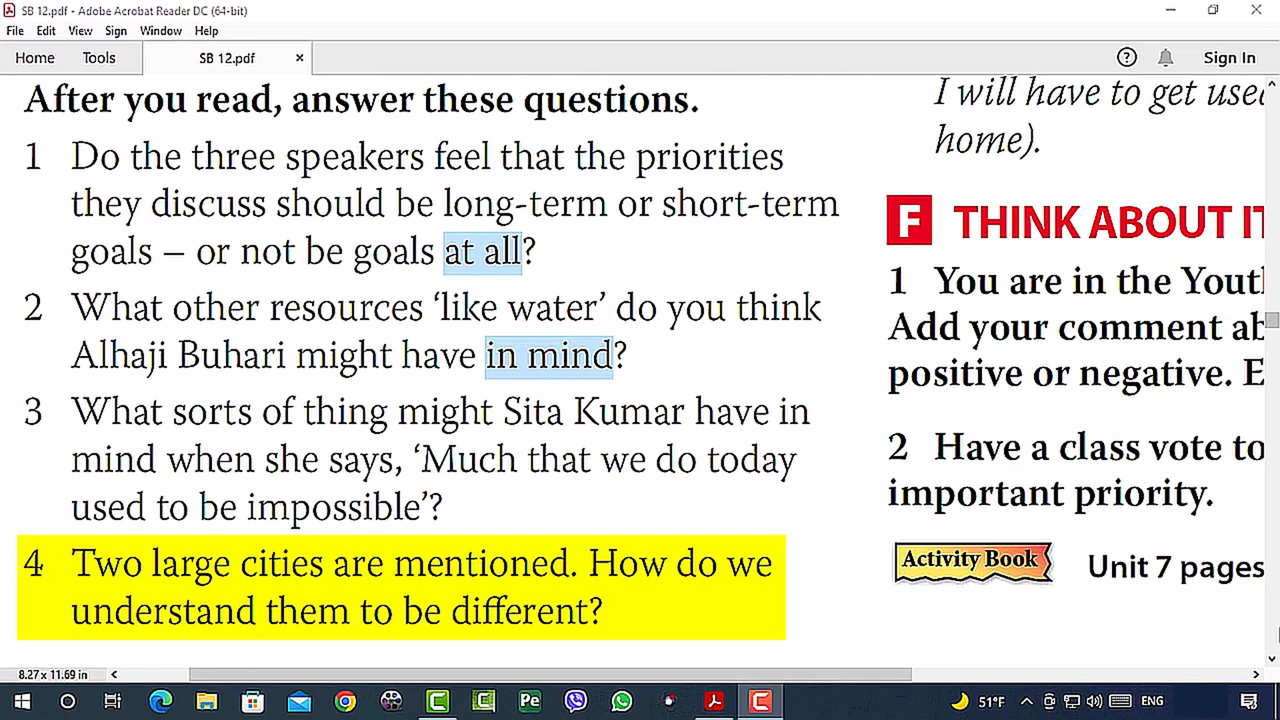 SB 12.pdf - Adobe Acrobat Reader DC (64-bit)
File Edit View Sign Window Help
Home Tools SB 12.pdf × Sign In
After you read, answer these questions.
1 Do the three speakers feel that the priorities
they discuss should be long-term or short-term
goals – or not be goals at all?
2 What other resources ‘like water’ do you think
Alhaji Buhari might have in mind?
3 What sorts of thing might Sita Kumar have in
mind when she says, ‘Much that we do today
used to be impossible’?
4 Two large cities are mentioned. How do we
understand them to be different?
I will have to get use
home).
F THINK ABOUT IT
1 You are in the Yout
Add your comment ab
positive or negative. E
2 Have a class vote to
important priority.
Activity Book Unit 7 pages
8.27 x 11.69 in
51°F ENG